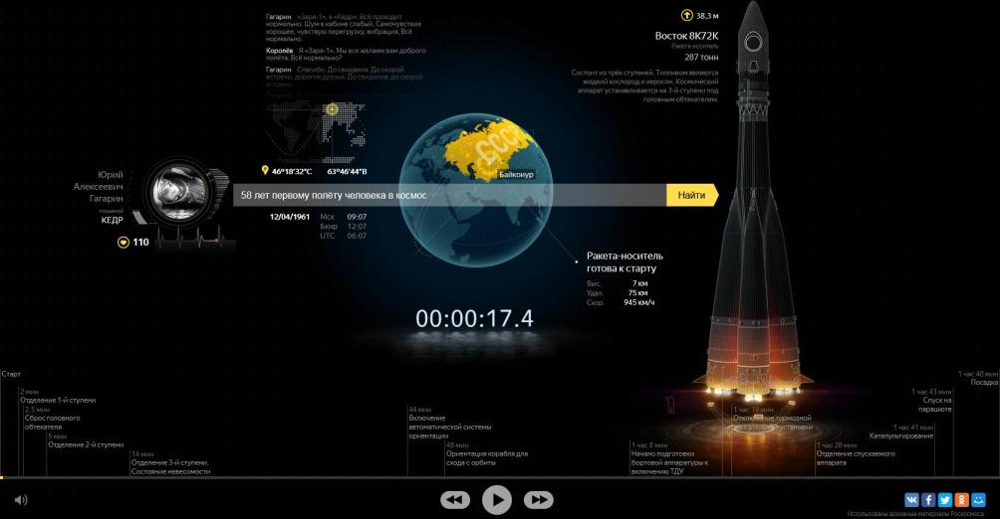 Гагарин «Заря-1», я «Кедр». Всё проходит
нормально. Шум в кабине слабый. Самочувствие
хорошее, чувствую перегрузку, вибрация. Всё
нормально.
Королёв Я «Заря-1». Мы все желаем вам доброго
полёта. Всё нормально?
Гагарин Спасибо. До свидания. До скорой
встречи, дорогие друзья. До свидания, до скорой
встречи.
38,3 м
Восток 8К72К
Ракета-носитель
287 тонн
Состоит из трёх ступеней. Топливом являются
жидкий кислород и керосин. Космический
аппарат устанавливается на 3-й ступени под
головным обтекателем.
46°18'32"С 63°46'44"В
СССР
Байконур
Юрий
Алексеевич
Гагарин
позывной
КЕДР
110
58 лет первому полёту человека в космос
Найти
12/04/1961 Мск 09:07
Бкнр 12:07
UTC 06:07
Ракета-носитель
готова к старту
Выс. 7 км
Удал. 75 км
Скор. 945 км/ч
00:00:17.4
Старт
2 мин
Отделение 1-й ступени
2,5 мин
Сброс головного
обтекателя
5 мин
Отделение 2-й ступени
14 мин
Отделение 3-й ступени.
Состояние невесомости
44 мин
Включение
автоматической системы
ориентации
48 мин
Ориентация корабля для
схода с орбиты
1 час 8 мин
Начало подготовки
бортовой аппаратуры к
включению ТДУ
1 час 19 мин
Отключение тормозной
двигательной установки
1 час 28 мин
Отделение спускаемого
аппарата
1 час 41 мин
Катапультирование
1 час 43 мин
Спуск на
парашюте
1 час 48 мин
Посадка
Использованы архивные материалы Роскосмоса